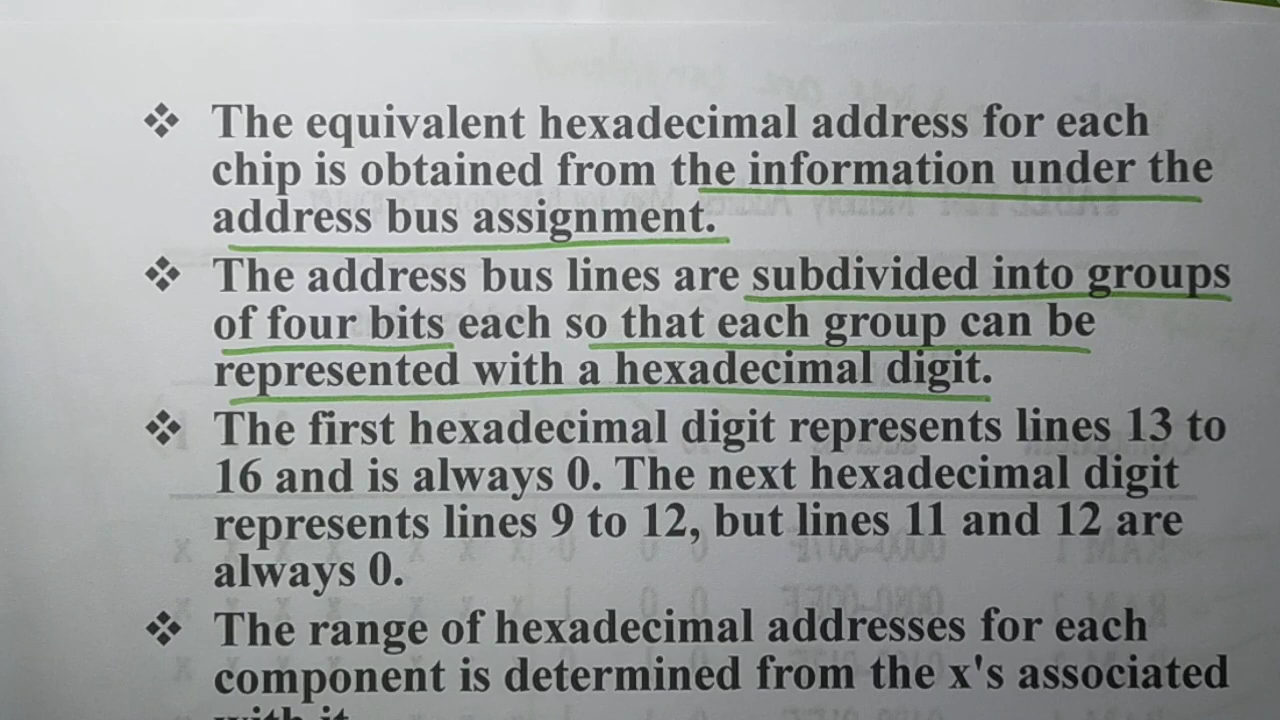 ❖ The equivalent hexadecimal address for each
chip is obtained from the information under the
address bus assignment.
❖ The address bus lines are subdivided into groups
of four bits each so that each group can be
represented with a hexadecimal digit.
❖ The first hexadecimal digit represents lines 13 to
16 and is always 0. The next hexadecimal digit
represents lines 9 to 12, but lines 11 and 12 are
always 0.
❖ The range of hexadecimal addresses for each
component is determined from the x's associated
with it